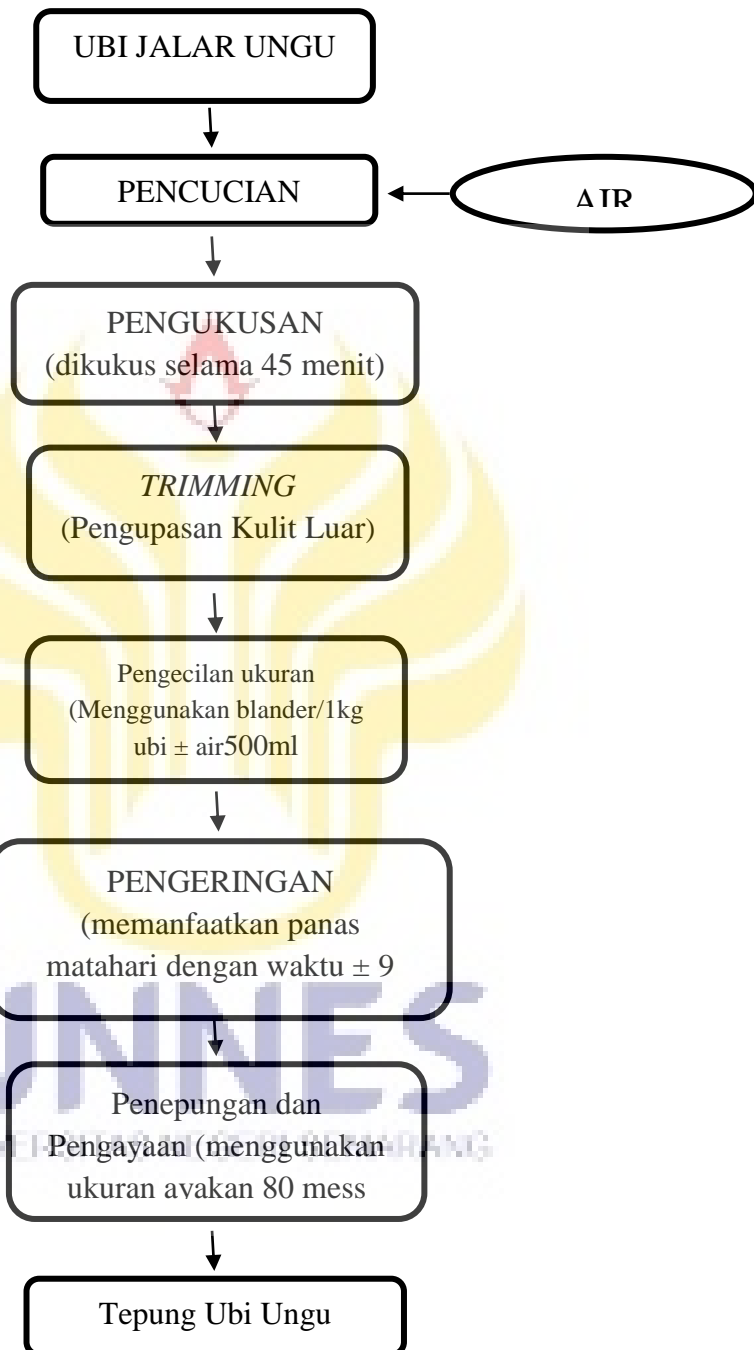 UBI JALAR UNGU
PENCUCIAN
AIR
PENGUKUSAN
(dikukus selama 45 menit)
TRIMMING
(Pengupasan Kulit Luar)
Pengecilan ukuran
(Menggunakan blander/1kg
ubi ± air500ml
PENGERINGAN
(memanfaatkan panas
matahari dengan waktu ± 9
UNNES
Penepungan dan
Pengayaan (menggunakan
ukuran ayakan 80 mess
Tepung Ubi Ungu